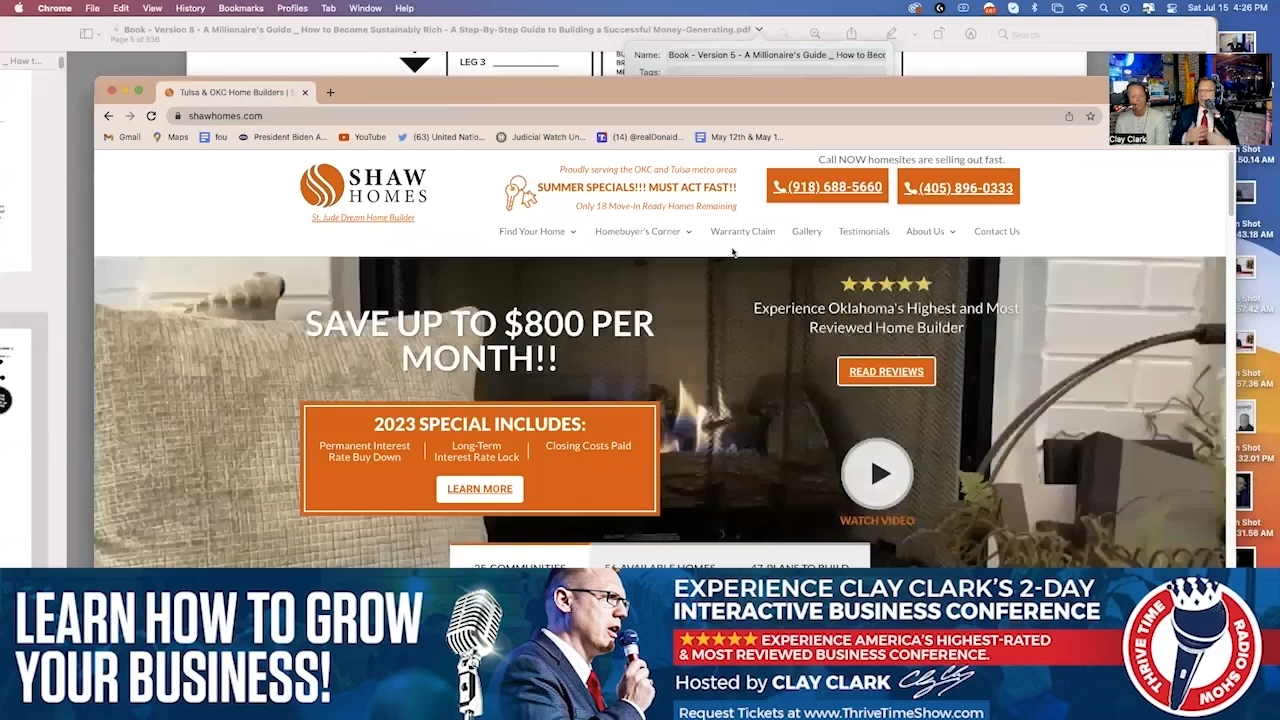 Chrome File Edit View History Bookmarks Profiles Tab Window Help
Sat Jul 15 4:26 PM
Book - Version 5 - A Millionaire's Guide _ How to Become Sustainably Rich - A Step-By-Step Guide to Building a Successful Money-Generating.pdf
Page 5 of 536
Search
_ How t...
LEG 3
Name: Book - Version 5 - A Millionaire's Guide _ How to Beco
Tags:
Tulsa & OKC Home Builders | S
shawhomes.com
Gmail Maps fou President Biden A... YouTube (63) United Natio... Judicial Watch Un... (14) @realDonal... May 12th & May 1...
Clay Clark
SHAW
HOMES
St. Jude Dream Home Builder
Proudly serving the OKC and Tulsa metro areas
SUMMER SPECIALS!!! MUST ACT FAST!!
Only 18 Move-In Ready Homes Remaining
Call NOW homesites are selling out fast.
(918) 688-5660 (405) 896-0333
Find Your Home Homebuyer's Corner Warranty Claim Gallery Testimonials About Us Contact Us
SAVE UP TO $800 PER
MONTH!!
2023 SPECIAL INCLUDES:
Permanent Interest
Rate Buy Down
Long-Term
Interest Rate Lock
Closing Costs Paid
LEARN MORE
Experience Oklahoma's Highest and Most
Reviewed Home Builder
READ REVIEWS
WATCH VIDEO
n Shot
50.14 AM
n Shot
43.18 AM
n Shot
57.42 AM
n Shot
57.36 AM
n Shot
32.01 PM
n Shot
31.56 AM
LEARN HOW TO GROW
YOUR BUSINESS!
EXPERIENCE CLAY CLARK'S 2-DAY
INTERACTIVE BUSINESS CONFERENCE
EXPERIENCE AMERICA'S HIGHEST-RATED
& MOST REVIEWED BUSINESS CONFERENCE.
Hosted by CLAY CLARK
Request Tickets at www.ThriveTimeShow.com
THRIVE TIME RADIO SHOW